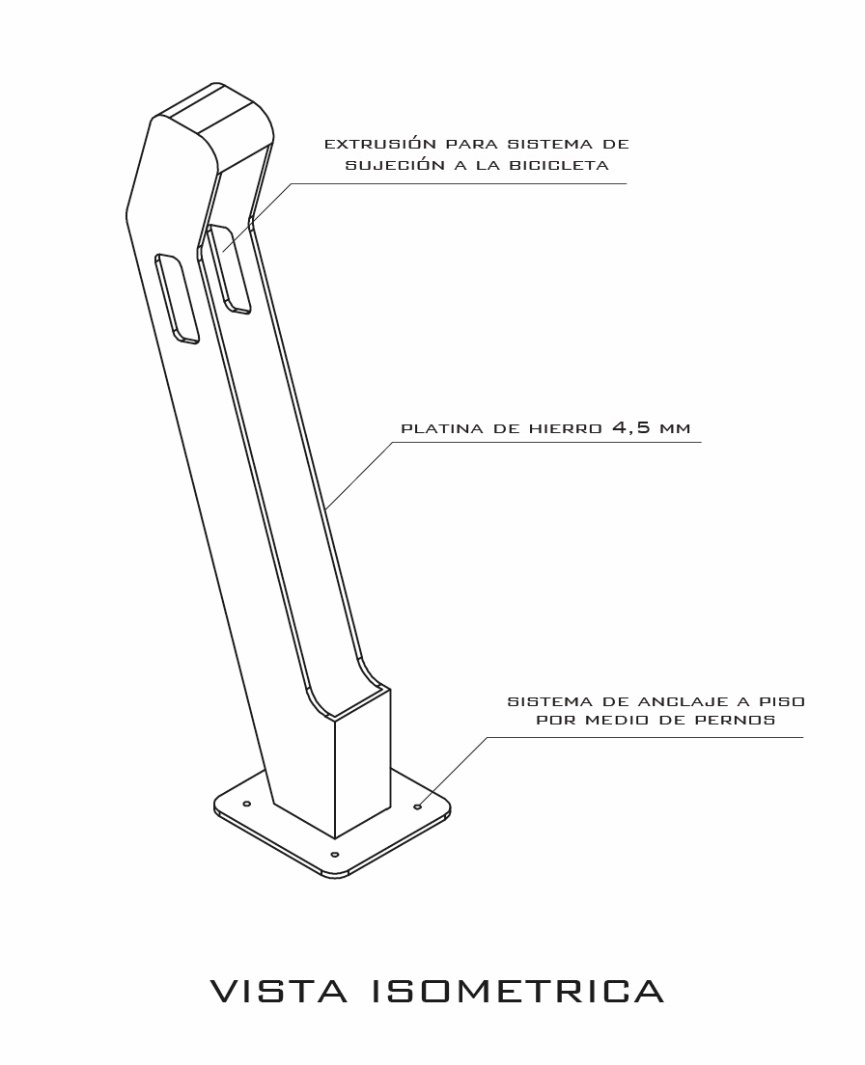 EXTRUSIÓN PARA SISTEMA DE
SUJECIÓN A LA BICICLETA
PLATINA DE HIERRO 4,5 MM
SISTEMA DE ANCLAJE A PISO
POR MEDIO DE PERNOS
VISTA ISOMETRICA